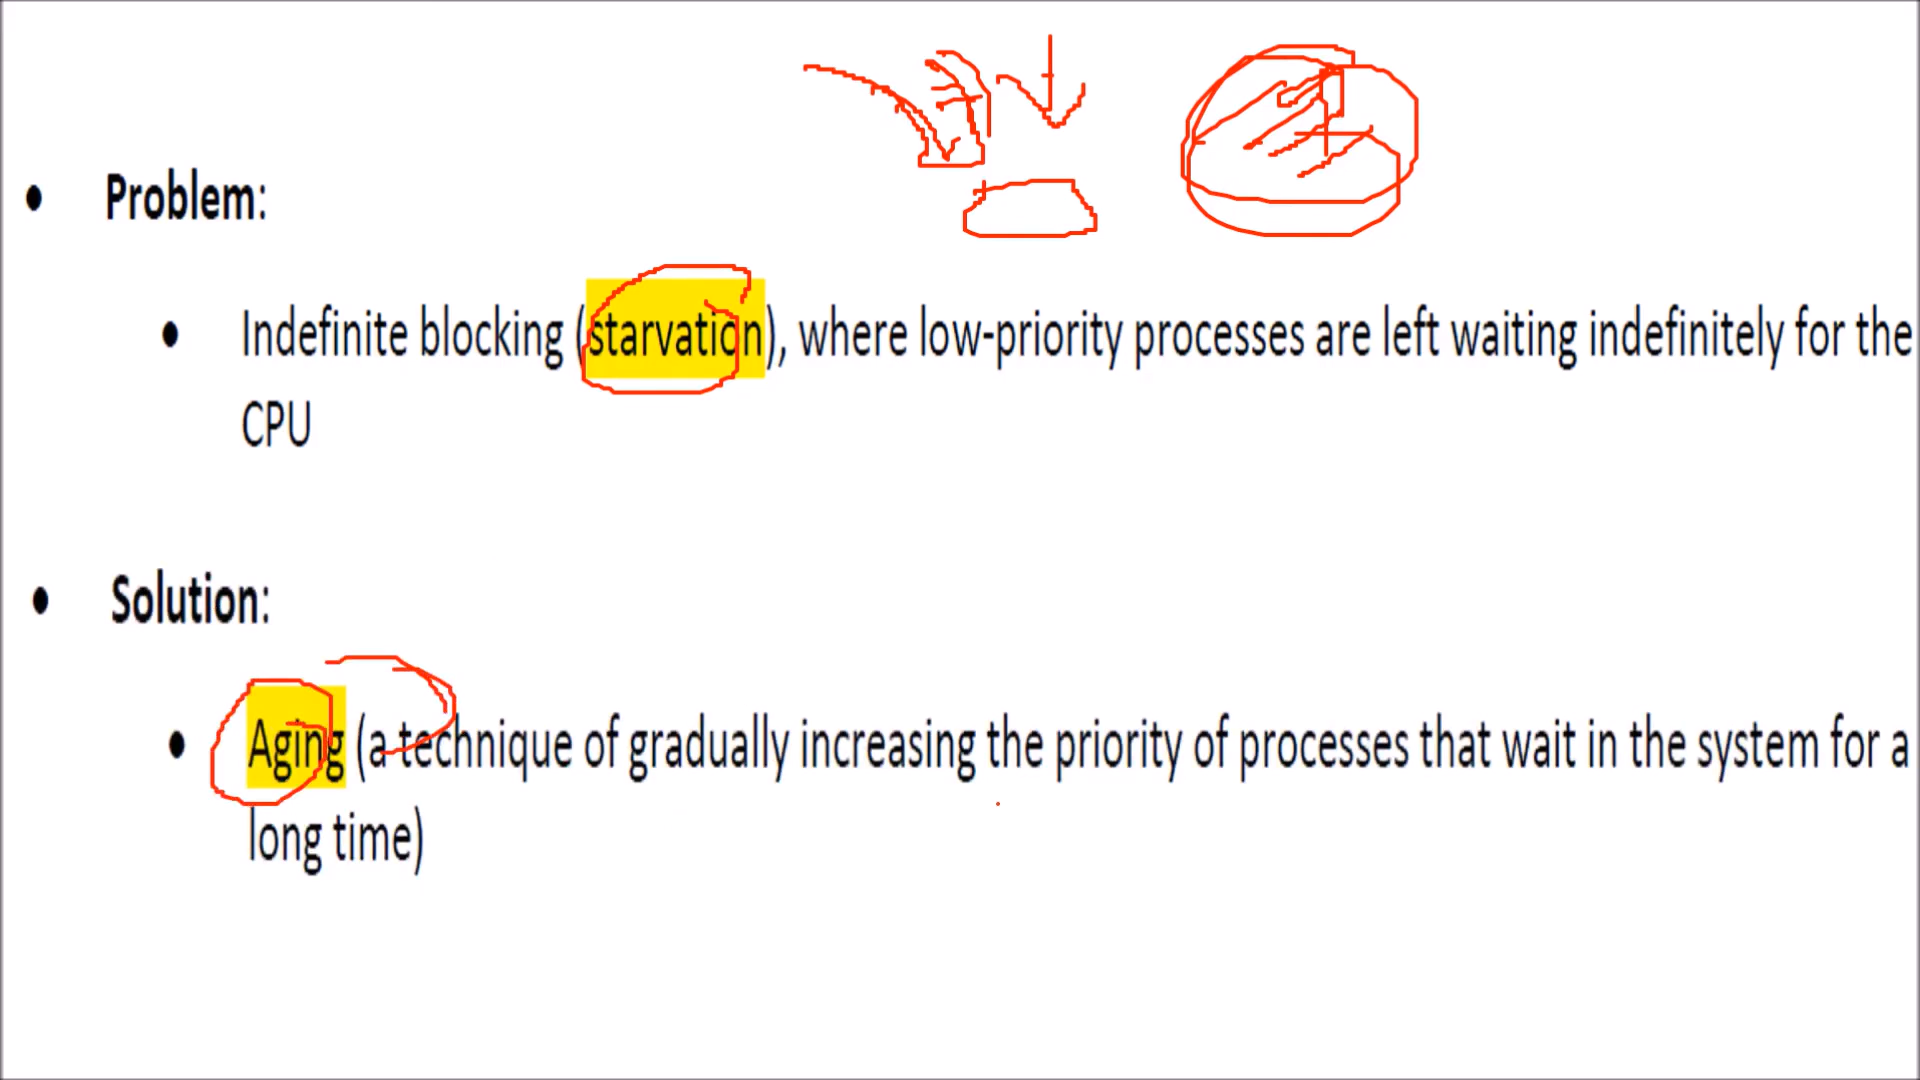 • Problem:
• Indefinite blocking (starvation), where low-priority processes are left waiting indefinitely for the
CPU
• Solution:
• Aging (a technique of gradually increasing the priority of processes that wait in the system for a
long time)